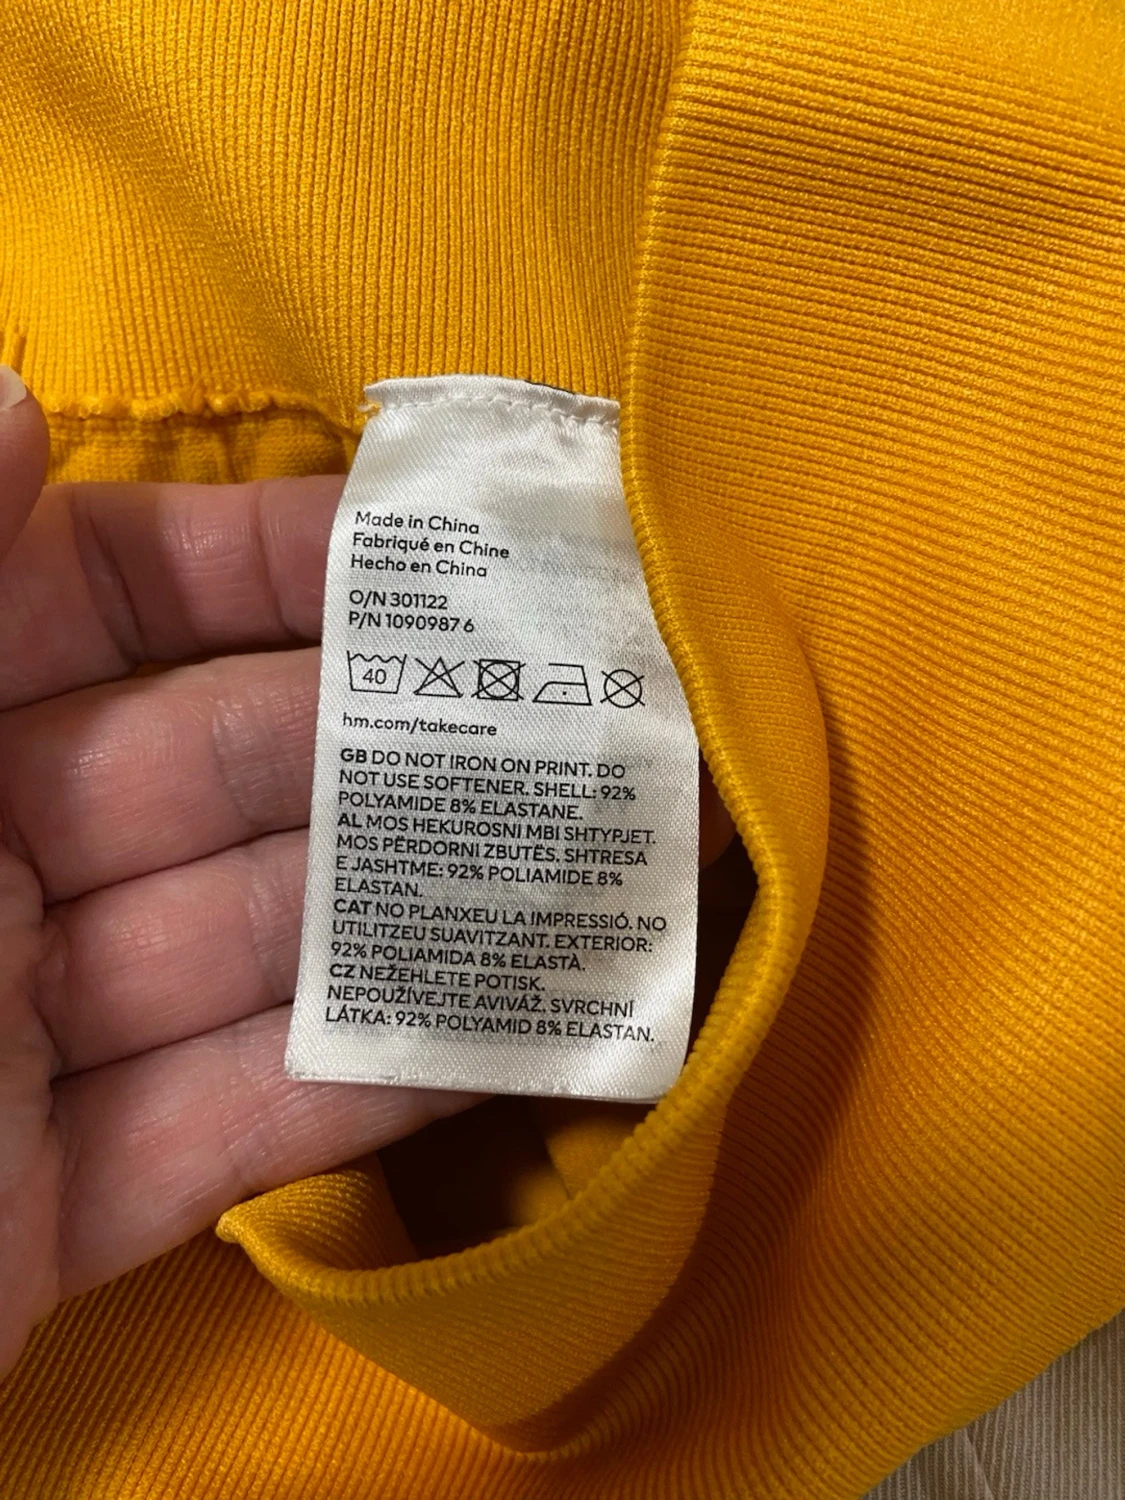 Made in China
Fabriqué en Chine
Hecho en China
O/N 301122
P/N 1090987 6
40
hm.com/takecare
GB DO NOT IRON ON PRINT. DO
NOT USE SOFTENER. SHELL: 92%
POLYAMIDE 8% ELASTANE.
AL MOS HEKUROSNI MBI SHTYPJET.
MOS PËRDORNI ZBUTËS. SHTRESA
E JASHTME: 92% POLIAMIDE 8%
ELASTAN.
CAT NO PLANXEU LA IMPRESSIÓ. NO
UTILITZEU SUAVITZANT. EXTERIOR:
92% POLIAMIDA 8% ELASTÀ.
CZ NEŽEHLETE POTISK.
NEPOUŽÍVEJTE AVIVÁŽ. SVRCHNÍ
LÁTKA: 92% POLYAMID 8% ELASTAN.